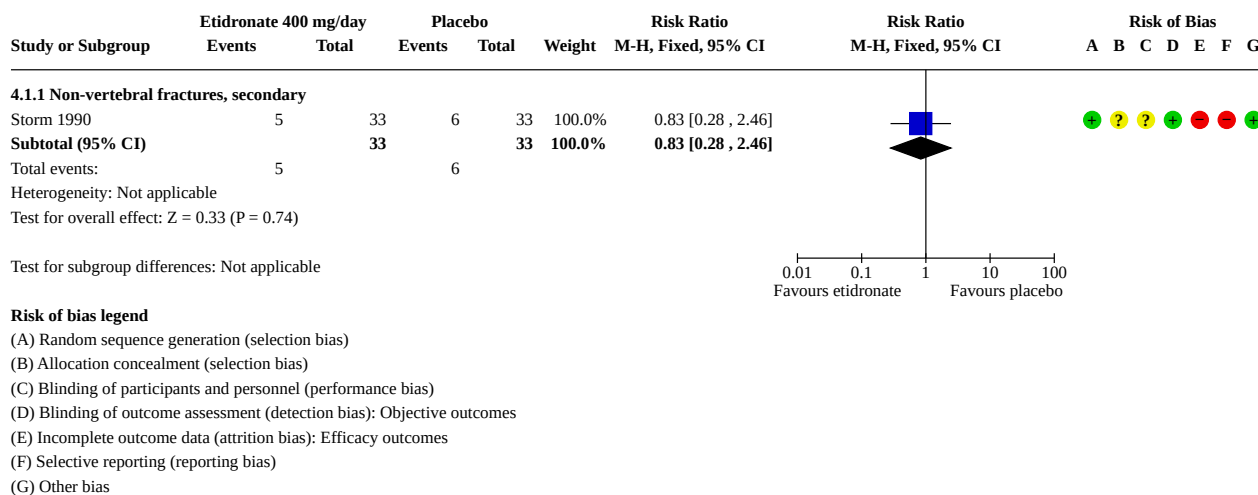 Etidronate 400 mg/day Placebo Risk Ratio Risk Ratio Risk of Bias
Study or Subgroup Events Total Events Total Weight M-H, Fixed, 95% CI M-H, Fixed, 95% CI A B C D E F G
4.1.1 Non-vertebral fractures, secondary
Storm 1990 5 33 6 33 100.0% 0.83 [0.28 , 2.46] + ? ? + − − +
Subtotal (95% CI) 33 33 100.0% 0.83 [0.28 , 2.46]
Total events: 5 6
Heterogeneity: Not applicable
Test for overall effect: Z = 0.33 (P = 0.74)
Test for subgroup differences: Not applicable
0.01 0.1 1 10 100
Favours etidronate Favours placebo
Risk of bias legend
(A) Random sequence generation (selection bias)
(B) Allocation concealment (selection bias)
(C) Blinding of participants and personnel (performance bias)
(D) Blinding of outcome assessment (detection bias): Objective outcomes
(E) Incomplete outcome data (attrition bias): Efficacy outcomes
(F) Selective reporting (reporting bias)
(G) Other bias